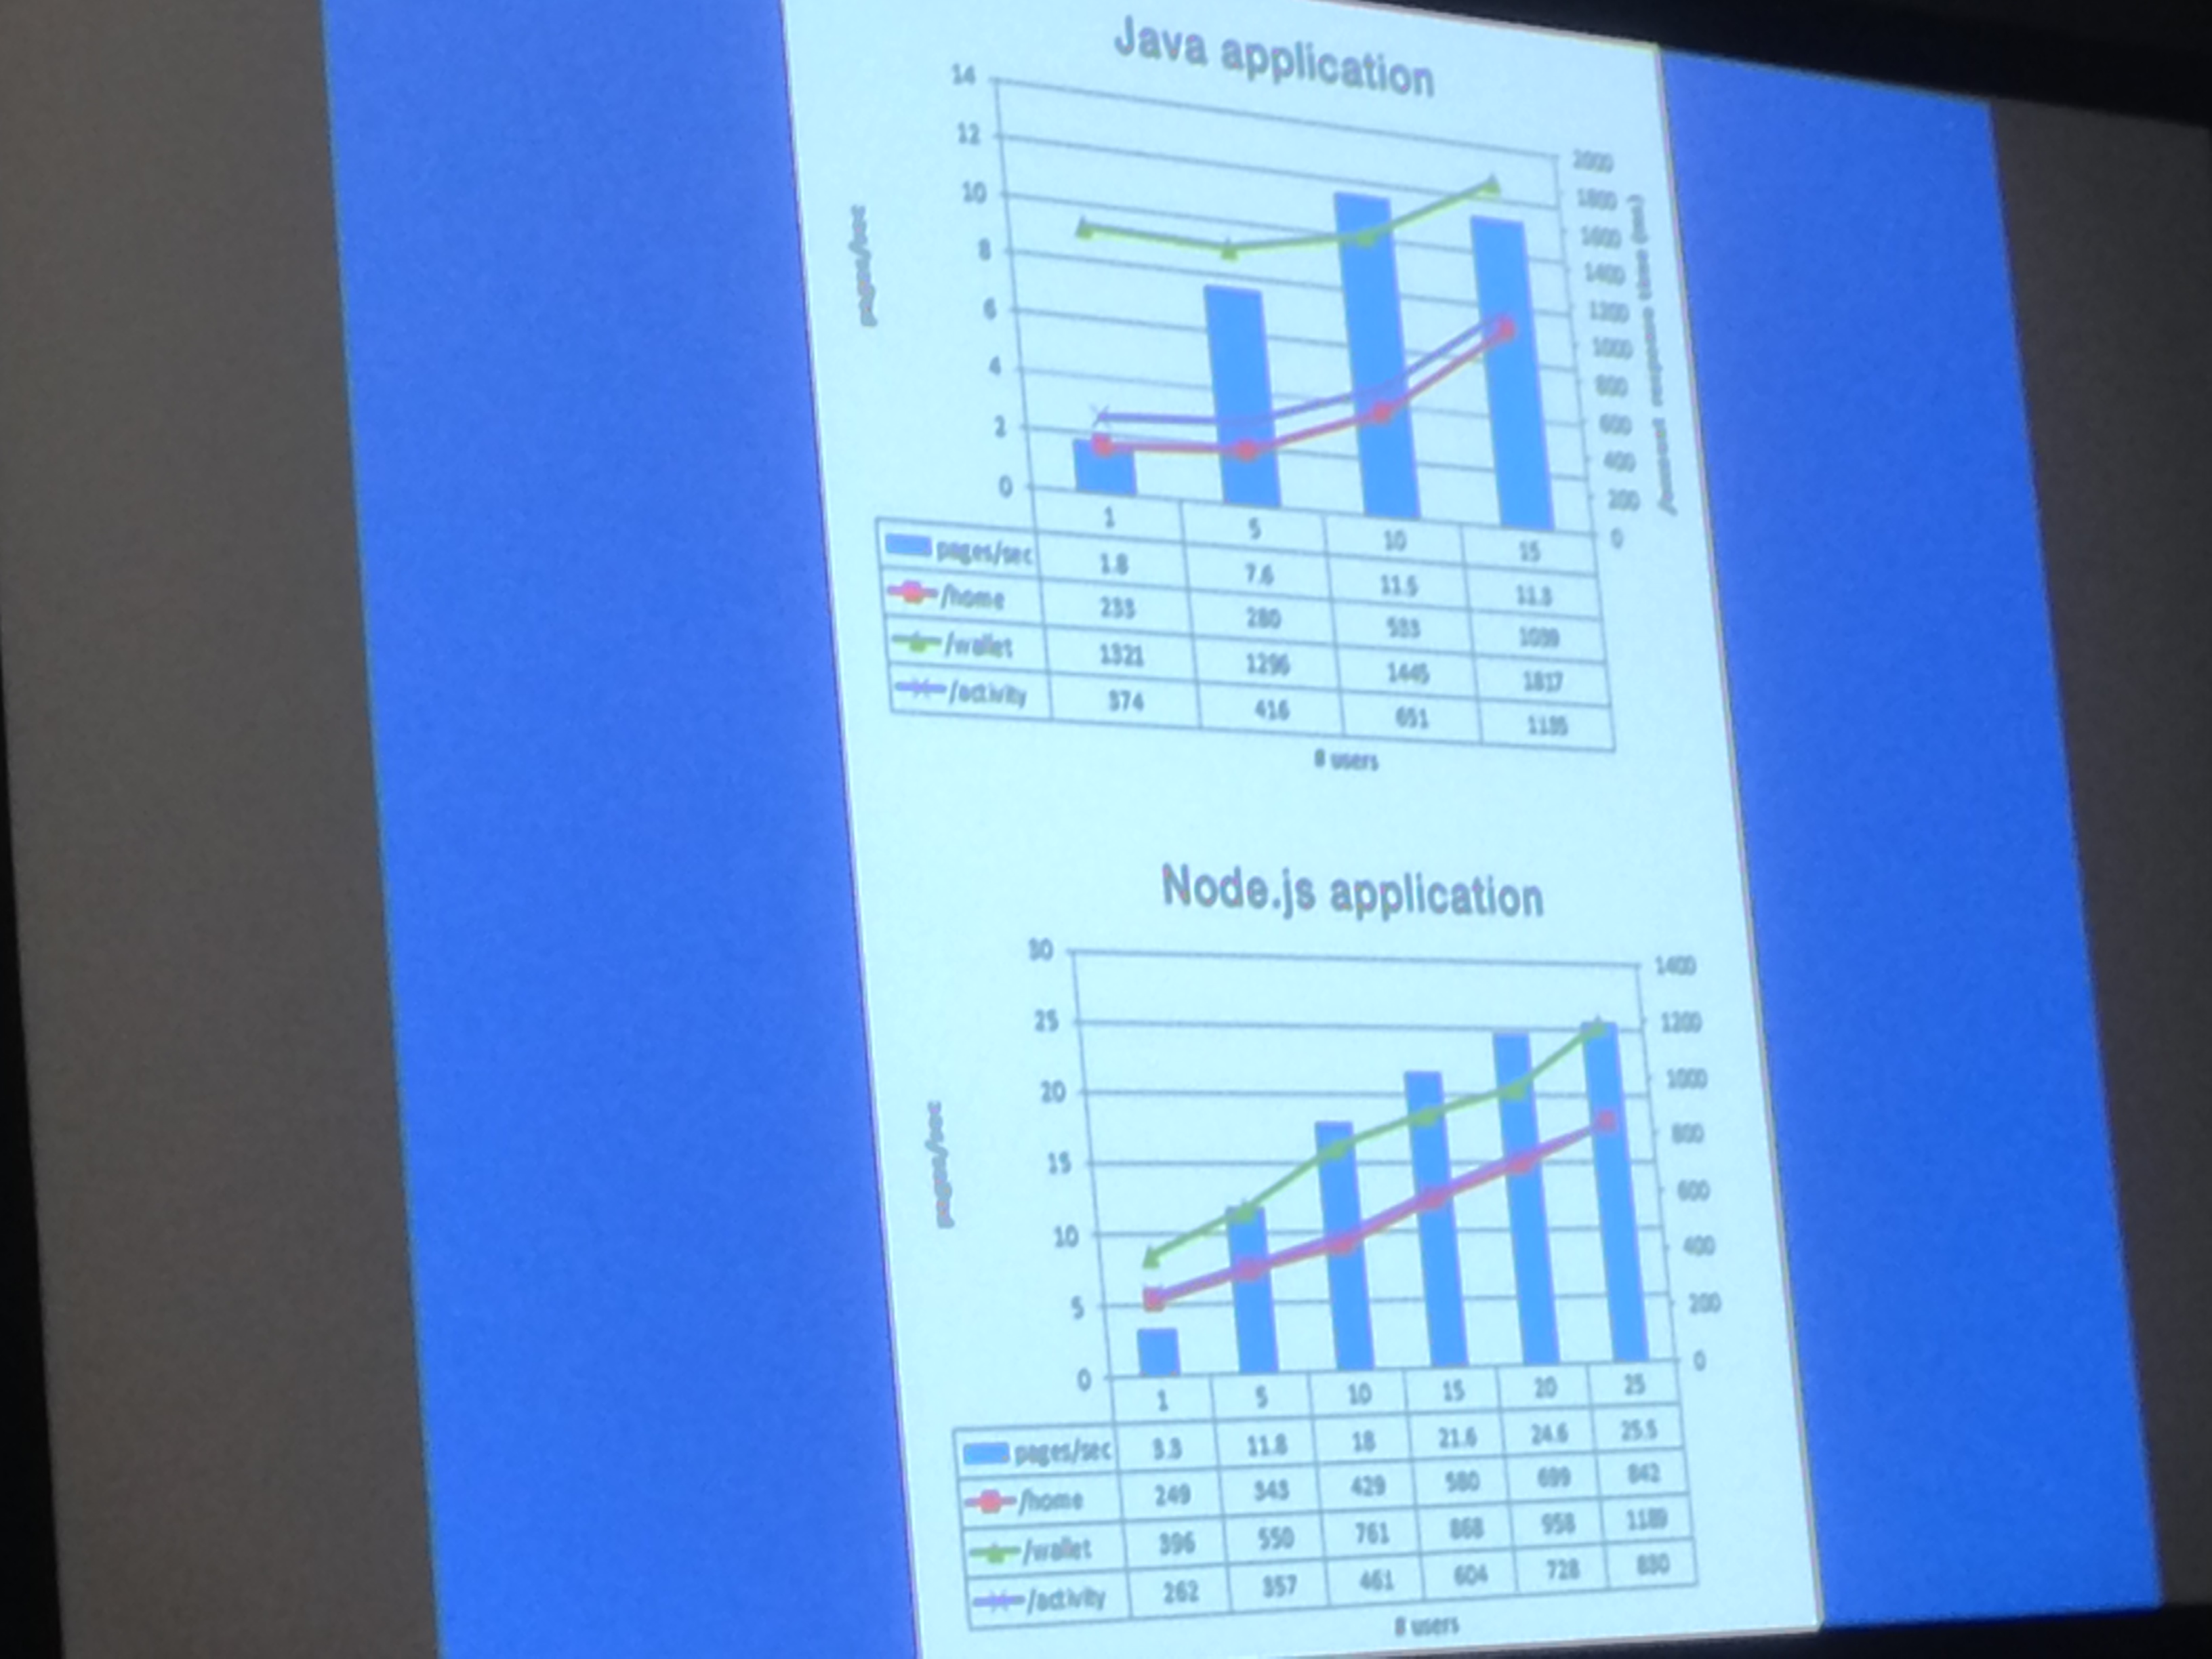 Java application
14
12
10
8
6
4
2
0
pages/sec
2000
1800
1600
1400
1200
1000
800
600
400
200
0
response time (ms)
1 5 10 15
pages/sec 1.8 7.6 11.5 11.3
/home 233 280 533 1039
/wallet 1321 1296 1445 1817
/activity 374 416 651
# users
Node.js application
30
25
20
15
10
5
0
pages/sec
1400
1200
1000
800
600
400
200
0
1 5 10 15 20 25
pages/sec 3.3 11.8 18 21.6 24.6 25.5
/home 249 343 429 580 699 842
/wallet 396 550 761 868 958 1189
/activity 262 357 461 604 728
# users